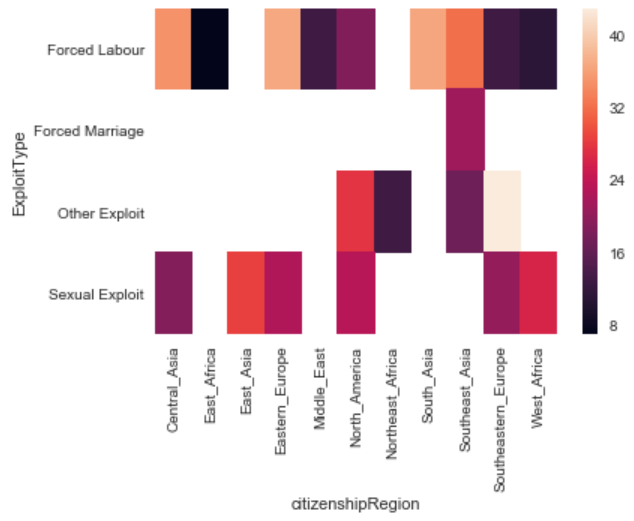 Forced Labour
Forced Marriage
Other Exploit
Sexual Exploit
ExploitType
40
32
24
16
8
Central_Asia
East_Africa
East_Asia
Eastern_Europe
Middle_East
North_America
Northeast_Africa
South_Asia
Southeast_Asia
Southeastern_Europe
West_Africa
citizenshipRegion